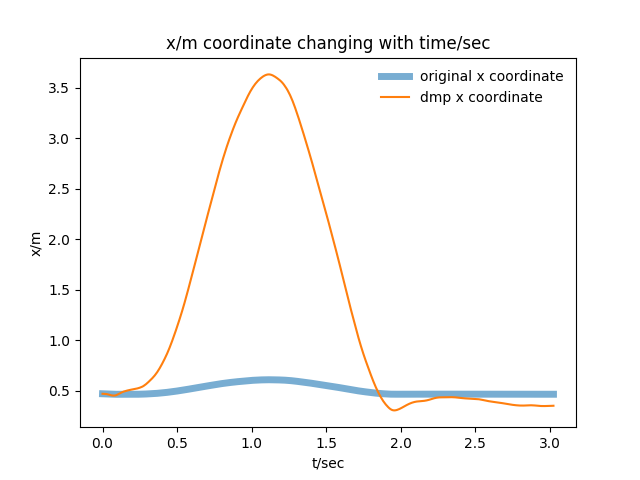 x/m coordinate changing with time/sec
original x coordinate
dmp x coordinate
3.5
3.0
2.5
2.0
1.5
1.0
0.5
x/m
0.0 0.5 1.0 1.5 2.0 2.5 3.0
t/sec